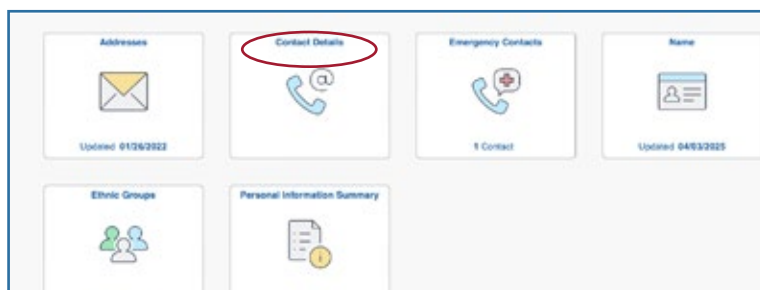 Addresses
Contact Details
Emergency Contacts
Name
@
Updated 01/26/2022
1 Contact
Updated 04/03/2025
Ethnic Groups
Personal Information Summary
i